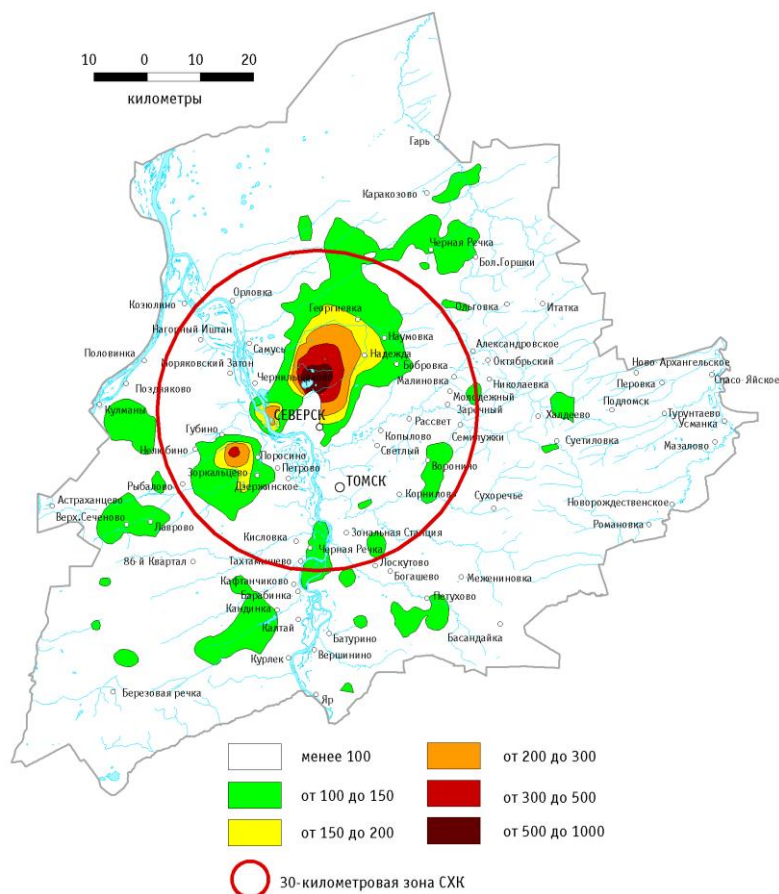 10 0 10 20
километры
Гарь
Каракозово
Черная Речка
Бол.Горшки
Орловка
Козюлино
Георгиевка
Ольговка
Итатка
Нагорный Иштан
Самусь
Наумовка
Александровское
Половинка
Моряковский Затон
Надежда
Бобровка
Октябрьский
Ново-Архангельское
Спасо-Яйское
Поздняково
Малиновка
Николаевка
Перовка
Молодежный
Подломск
Кулманы
Заречный
Халдеево
Турунтаево
СЕВЕРСК
Рассвет
Усманка
Губино
Копылово
Семилужки
Суетиловка
Мазалово
Светлый
Поросино
Воронино
Зоркальцево
Петрово
Рыбалово
Дзержинское
ТОМСК
Корнилово
Сухоречье
Астраханцево
Новорождественское
Верх.Сеченово
Лаврово
Романовка
Кисловка
Зональная Станция
Черная Речка
86-й Квартал
Тахтамышево
Лоскутово
Богашево
Межениновка
Кафтанчиково
Барабинка
Петухово
Кандинка
Калтай
Батурино
Басандайка
Курлек
Вершинино
Березовая речка
Яр
менее 100
от 200 до 300
от 100 до 150
от 300 до 500
от 150 до 200
от 500 до 1000
30-километровая зона СХК